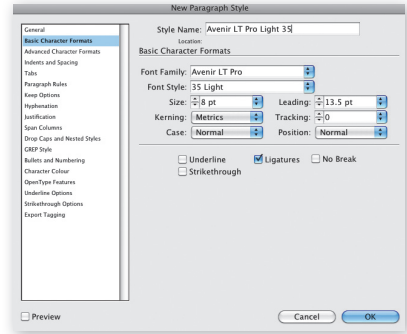 New Paragraph Style
General
Basic Character Formats
Advanced Character Formats
Indents and Spacing
Tabs
Paragraph Rules
Keep Options
Hyphenation
Justification
Span Columns
Drop Caps and Nested Styles
GREP Style
Bullets and Numbering
Character Colour
OpenType Features
Underline Options
Strikethrough Options
Export Tagging
Style Name: Avenir LT Pro Light 35
Location:
Basic Character Formats
Font Family: Avenir LT Pro
Font Style: 35 Light
Size: 8 pt Leading: 13.5 pt
Kerning: Metrics Tracking: 0
Case: Normal Position: Normal
Underline Ligatures No Break
Strikethrough
Preview Cancel OK